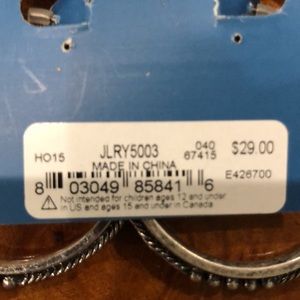 JLRY5003 040
HO15 67415 $29.00
MADE IN CHINA
E426700
8 03049 85841 6
Not intended for children ages 12 and under
in US and ages 15 and under in Canada